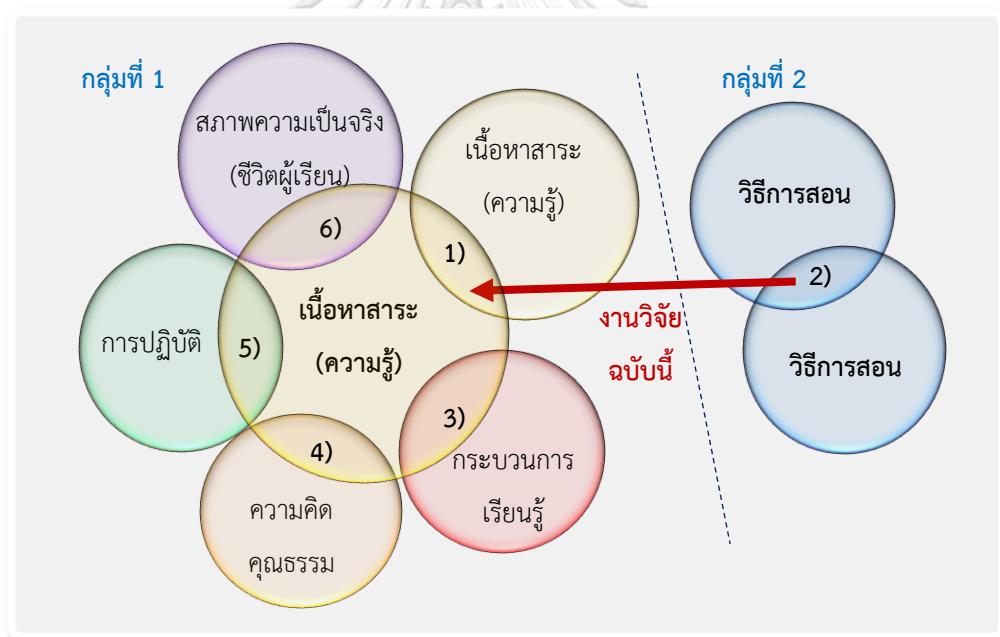 กลุ่มที่ 1
สภาพความเป็นจริง
(ชีวิตผู้เรียน)
6)
เนื้อหาสาระ
(ความรู้)
1)
เนื้อหาสาระ
(ความรู้)
การปฏิบัติ
5)
3)
กระบวนการ
เรียนรู้
4)
ความคิด
คุณธรรม
งานวิจัย
ฉบับนี้
กลุ่มที่ 2
วิธีการสอน
2)
วิธีการสอน